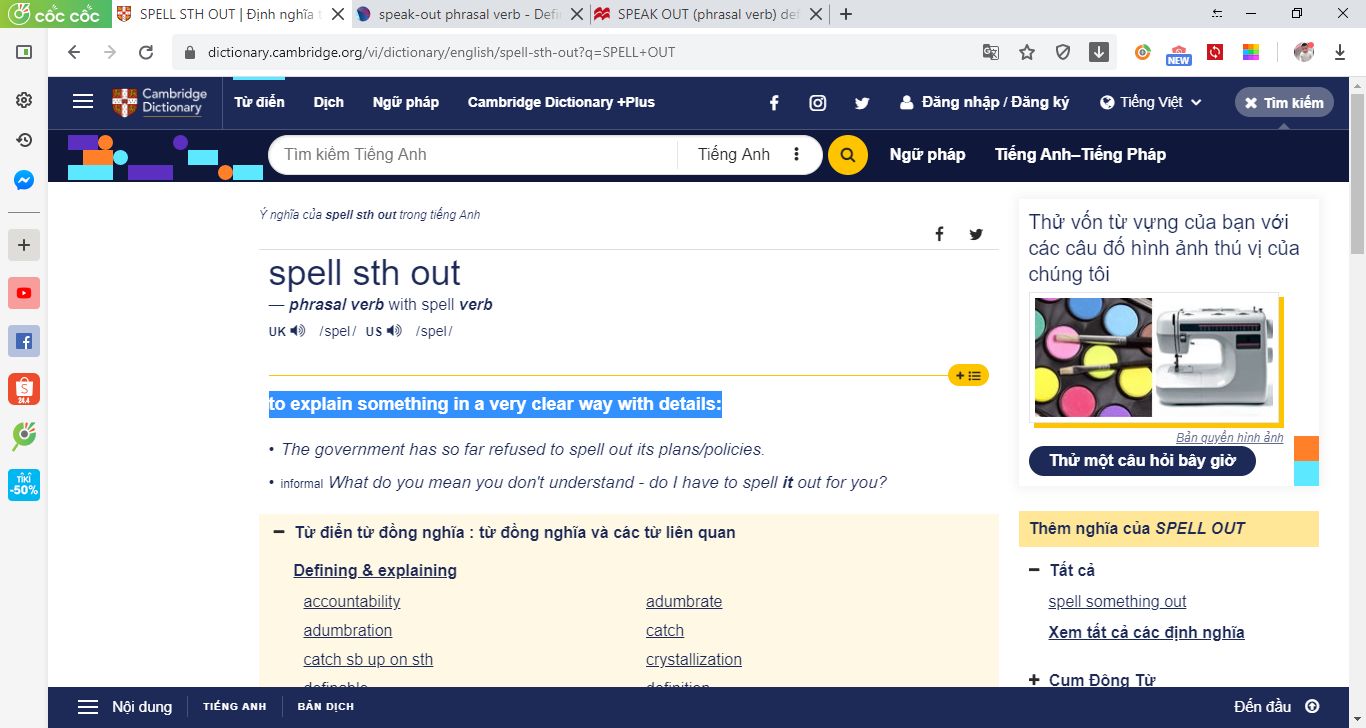 cốc cốc
SPELL STH OUT | Định nghĩa
speak-out phrasal verb - Defi
SPEAK OUT (phrasal verb) def
dictionary.cambridge.org/vi/dictionary/english/spell-sth-out?q=SPELL+OUT
NEW
Cambridge
Dictionary
Từ điển
Dịch
Ngữ pháp
Cambridge Dictionary +Plus
Đăng nhập / Đăng ký
Tiếng Việt
Tìm kiếm
Tìm kiếm Tiếng Anh
Tiếng Anh
Ngữ pháp
Tiếng Anh–Tiếng Pháp
Ý nghĩa của spell sth out trong tiếng Anh
spell sth out
— phrasal verb with spell verb
UK /spel/ US /spel/
to explain something in a very clear way with details:
• The government has so far refused to spell out its plans/policies.
• informal What do you mean you don't understand - do I have to spell it out for you?
Từ điển từ đồng nghĩa : từ đồng nghĩa và các từ liên quan
Defining & explaining
accountability
adumbrate
adumbration
catch
catch sb up on sth
crystallization
definable
definition
Thử vốn từ vựng của bạn với
các câu đố hình ảnh thú vị của
chúng tôi
Bản quyền hình ảnh
Thử một câu hỏi bây giờ
Thêm nghĩa của SPELL OUT
Tất cả
spell something out
Xem tất cả các định nghĩa
Cụm Động Từ
Nội dung
TIẾNG ANH
BẢN DỊCH
Đến đầu
24.4
TIKI
-50%